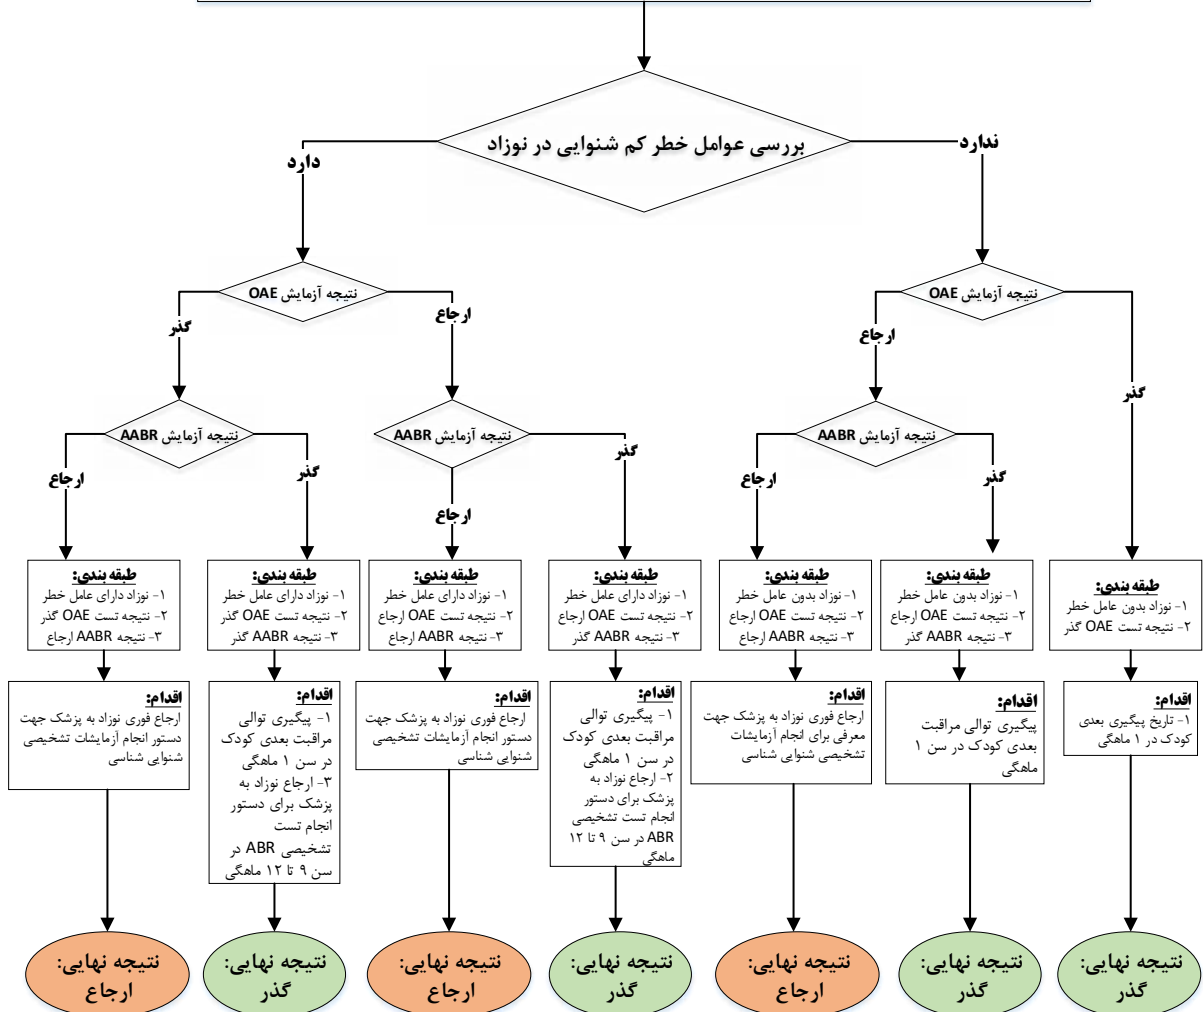 بررسی عوامل خطر کم شنوایی در نوزاد
ندارد
دارد
نتیجه آزمایش OAE
نتیجه آزمایش OAE
ارجاع
گذر
ارجاع
گذر
نتیجه آزمایش AABR
نتیجه آزمایش AABR
نتیجه آزمایش AABR
گذر
ارجاع
گذر
ارجاع
گذر
ارجاع
طبقه بندی:
۱- نوزاد بدون عامل خطر
۲- نتیجه تست OAE گذر
طبقه بندی:
۱- نوزاد بدون عامل خطر
۲- نتیجه تست OAE ارجاع
۳- نتیجه AABR گذر
طبقه بندی:
۱- نوزاد بدون عامل خطر
۲- نتیجه تست OAE ارجاع
۳- نتیجه AABR ارجاع
طبقه بندی:
۱- نوزاد دارای عامل خطر
۲- نتیجه تست OAE ارجاع
۳- نتیجه AABR گذر
طبقه بندی:
۱- نوزاد دارای عامل خطر
۲- نتیجه تست OAE ارجاع
۳- نتیجه AABR ارجاع
طبقه بندی:
۱- نوزاد دارای عامل خطر
۲- نتیجه تست OAE گذر
۳- نتیجه AABR گذر
طبقه بندی:
۱- نوزاد دارای عامل خطر
۲- نتیجه تست OAE گذر
۳- نتیجه AABR ارجاع
اقدام:
۱- تاریخ پیگیری بعدی
کودک در ۱ ماهگی
اقدام:
پیگیری توالی مراقبت
بعدی کودک در سن ۱
ماهگی
اقدام:
ارجاع فوری نوزاد به پزشک جهت
معرفی برای انجام آزمایشات
تشخیصی شنوایی شناسی
اقدام:
۱- پیگیری توالی
مراقبت بعدی کودک
در سن ۱ ماهگی
۲- ارجاع نوزاد به
پزشک برای دستور
انجام تست تشخیصی
ABR در سن ۹ تا ۱۲
ماهگی
اقدام:
ارجاع فوری نوزاد به پزشک جهت
دستور انجام آزمایشات تشخیصی
شنوایی شناسی
اقدام:
۱- پیگیری توالی
مراقبت بعدی کودک
در سن ۱ ماهگی
۳- ارجاع نوزاد به
پزشک برای دستور
انجام تست
تشخیصی ABR در
سن ۹ تا ۱۲ ماهگی
اقدام:
ارجاع فوری نوزاد به پزشک جهت
دستور انجام آزمایشات تشخیصی
شنوایی شناسی
نتیجه نهایی:
گذر
نتیجه نهایی:
گذر
نتیجه نهایی:
ارجاع
نتیجه نهایی:
گذر
نتیجه نهایی:
ارجاع
نتیجه نهایی:
گذر
نتیجه نهایی:
ارجاع